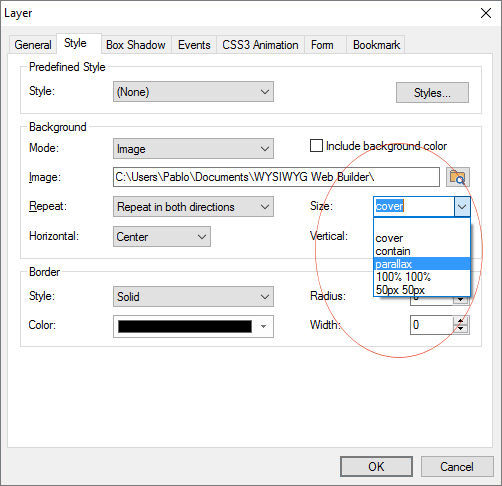 Layer
General Style Box Shadow Events CSS3 Animation Form Bookmark
Predefined Style
Style: (None) Styles...
Background
Mode: Image Include background color
Image: C:\Users\Pablo\Documents\WYSIWYG Web Builder\
Repeat: Repeat in both directions Size: cover
Horizontal: Center Vertical:
cover
contain
parallax
100% 100%
50px 50px
Border
Style: Solid Radius:
Color: Width: 0
OK Cancel